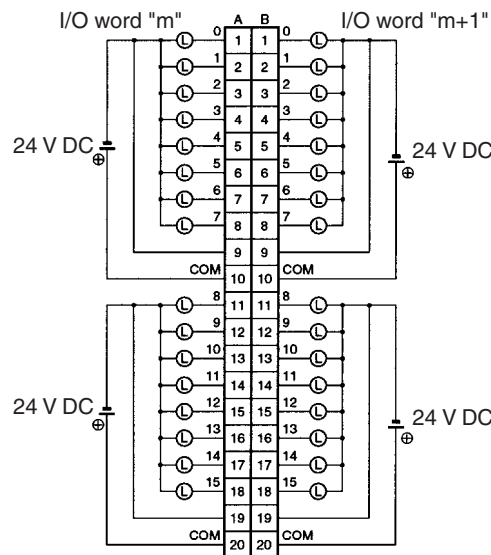 I/O word "m" A B I/O word "m+1"
L 0 1 1 0 L
L 1 2 2 1 L
L 2 3 3 2 L
L 3 4 4 3 L
24 V DC L 4 5 5 4 L 24 V DC
⊕ L 5 6 6 5 L ⊕
L 6 7 7 6 L
L 7 8 8 7 L
9 9
COM 10 10 COM
L 8 11 11 8 L
L 9 12 12 9 L
L 10 13 13 10 L
L 11 14 14 11 L
24 V DC L 12 15 15 12 L 24 V DC
⊕ L 13 16 16 13 L ⊕
L 14 17 17 14 L
L 15 18 18 15 L
19 19
COM 20 20 COM